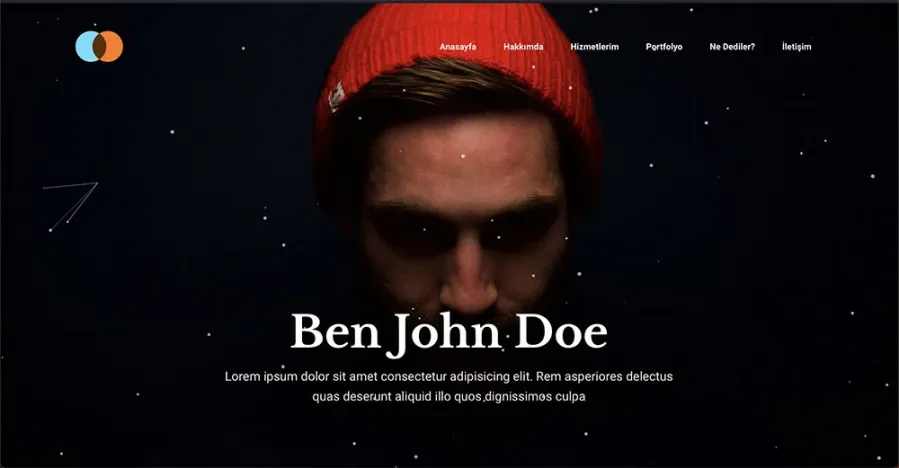 Anasayfa Hakkımda Hizmetlerim Portfolyo Ne Dediler? İletişim
Ben John Doe
Lorem ipsum dolor sit amet consectetur adipisicing elit. Rem asperiores delectus
quas deserunt aliquid illo quos,dignissimos culpa